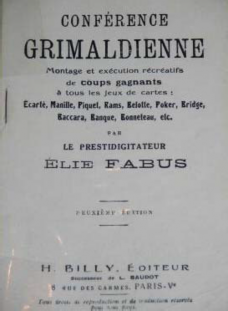 CONFÉRENCE
GRIMALDIENNE
Montage et exécution récréatifs
de coups gagnants
à tous les jeux de cartes :
Écarté, Manille, Piquet, Rams, Belotte, Poker, Bridge,
Baccara, Banque, Bonneteau, etc.
PAR
LE PRESTIDIGITATEUR
ÉLIE FABUS
DEUXIÈME ÉDITION
H. BILLY, ÉDITEUR
Successeur de L. BAUDOT
8 RUE DES CARMES, PARIS-Ve
Tous droits de reproduction et de traduction réservés